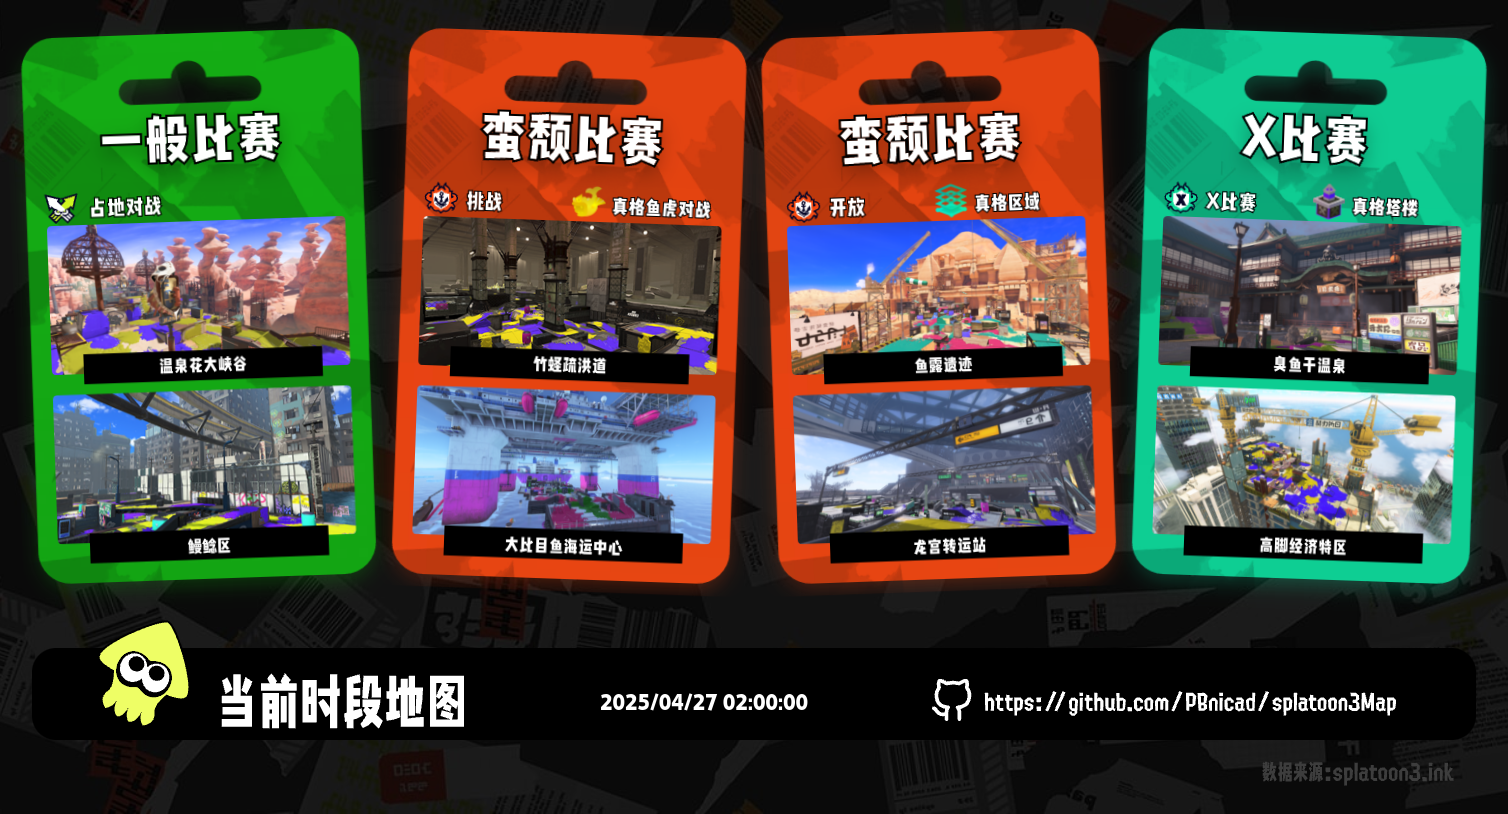 一般比赛
占地对战
温泉花大峡谷
鳗鲶区
蛮颓比赛
挑战
真格鱼虎对战
竹蛏疏洪道
大比目鱼海运中心
蛮颓比赛
开放
真格区域
鱼露遗迹
龙宫转运站
X比赛
X比赛
真格塔楼
臭鱼干温泉
高脚经济特区
当前时段地图
2025/04/27 02:00:00
https://github.com/PBnicad/splatoon3Map
数据来源:splatoon3.ink